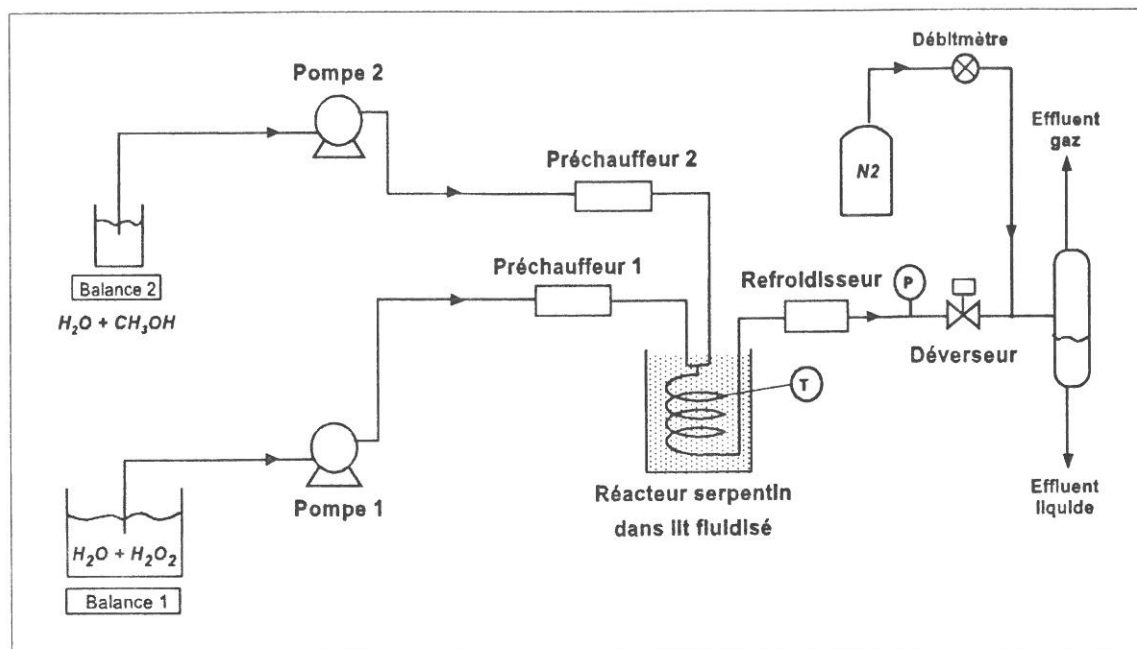 Débitmètre
Pompe 2
Effluent
gaz
Préchauffeur 2
N2
Préchauffeur 1
Refroidisseur
P
Balance 2
H₂O + CH₃OH
Déverseur
T
Pompe 1
Réacteur serpentin
dans lit fluidisé
Effluent
liquide
H₂O + H₂O₂
Balance 1